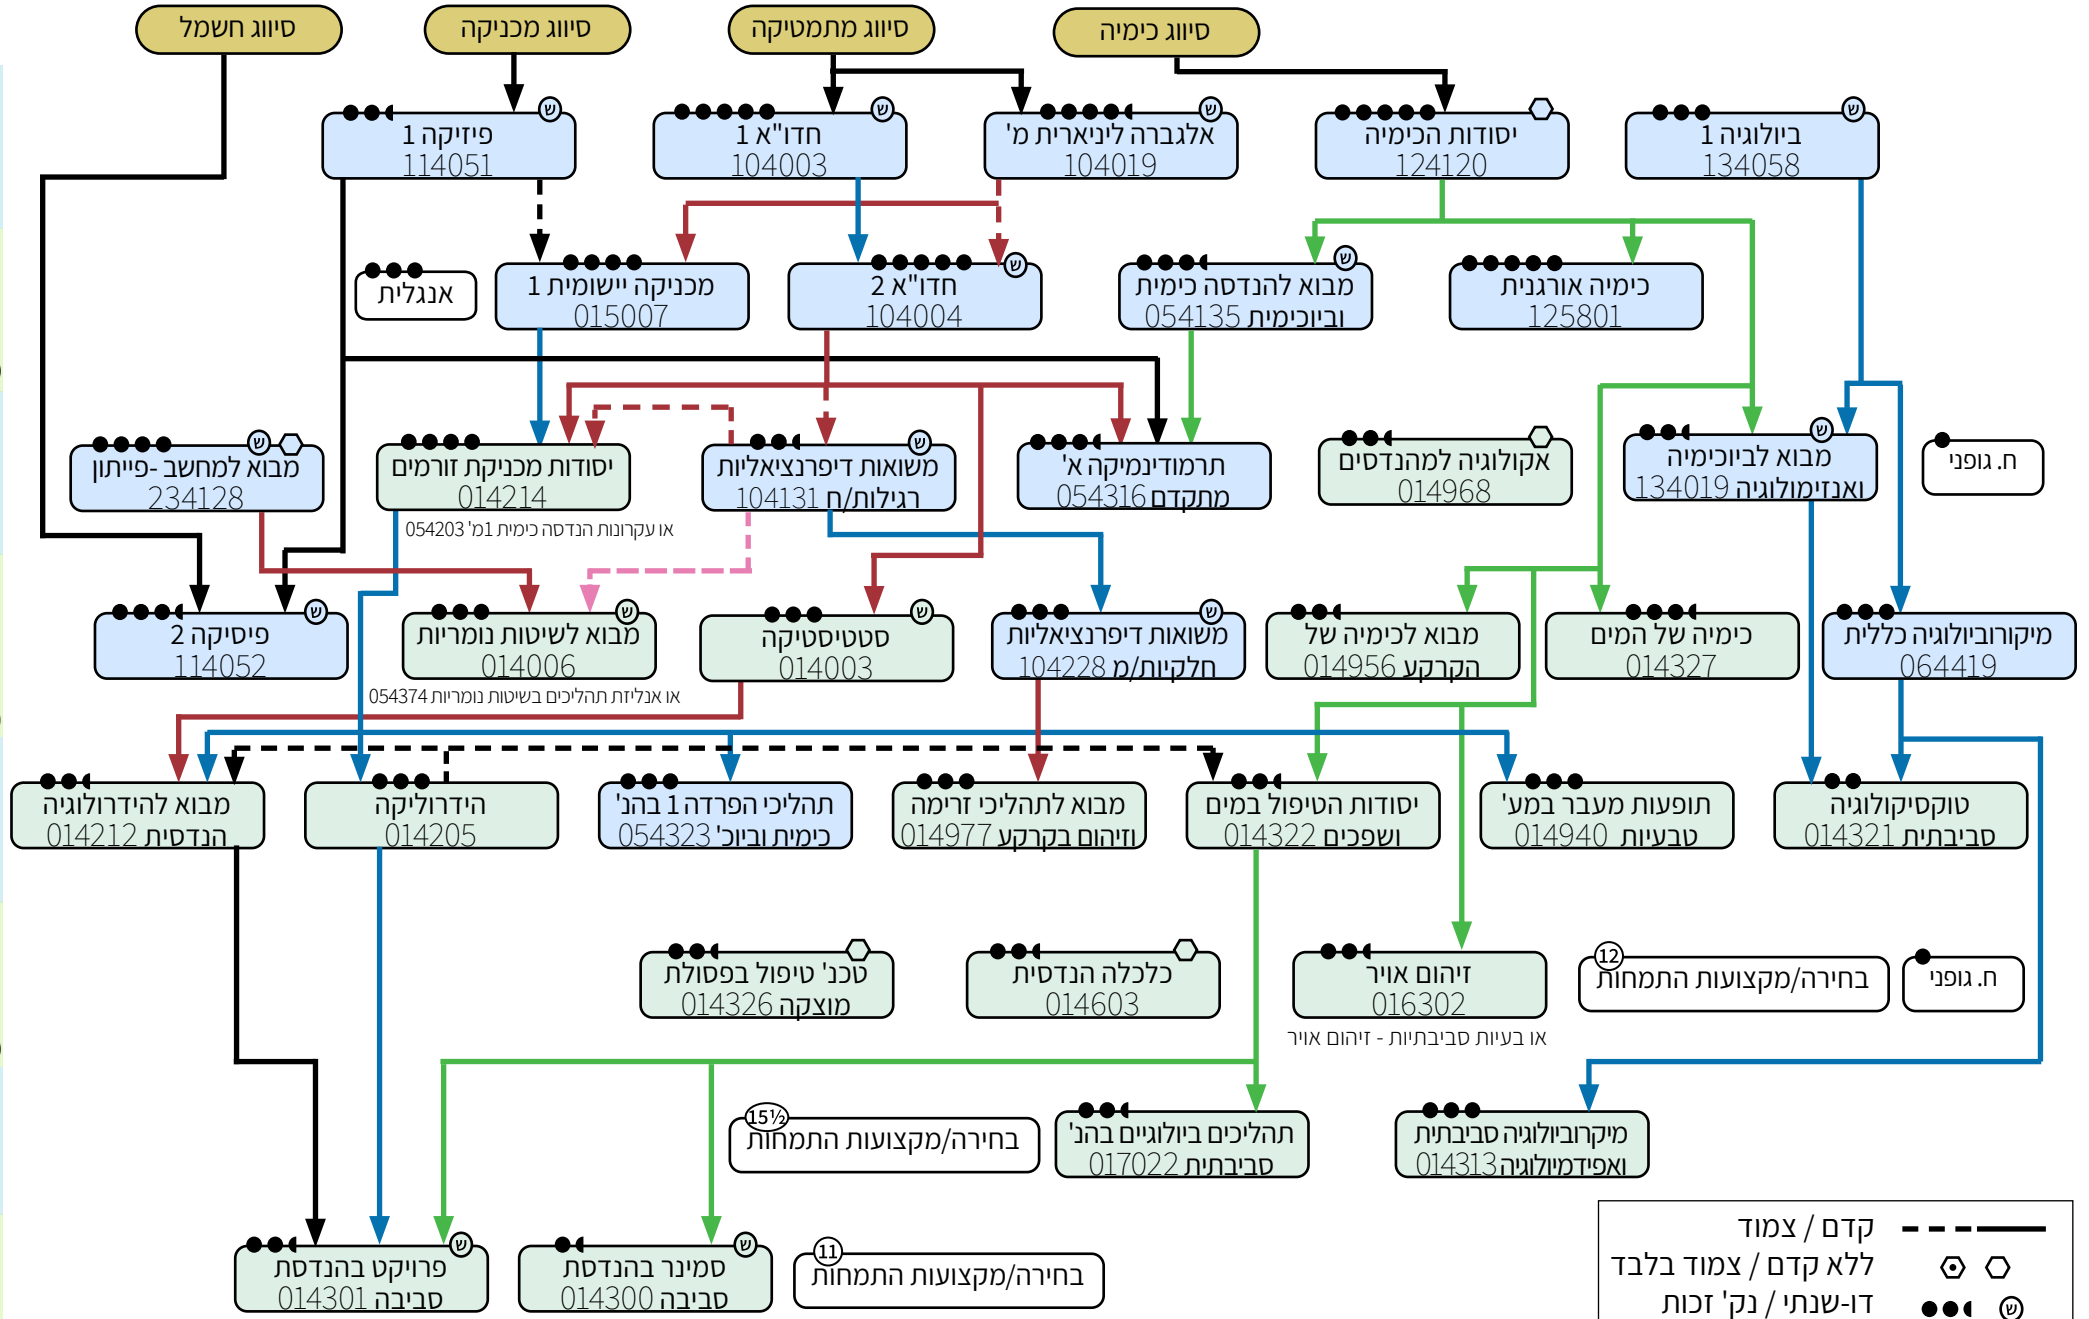 סיווג כימיה
סיווג מתמטיקה
סיווג מכניקה
סיווג חשמל
ש
ביולוגיה 1
134058
יסודות הכימיה
124120
ש
אלגברה ליניארית מ'
104019
ש
חדו"א 1
104003
ש
פיזיקה 1
114051
כימיה אורגנית
125801
ש
מבוא להנדסה כימית
וביוכימית 054135
ש
חדו"א 2
104004
מכניקה יישומית 1
015007
אנגלית
ח. גופני
ש
מבוא לביוכימיה
ואנזימולוגיה 134019
אקולוגיה למהנדסים
014968
תרמודינמיקה א'
מתקדם 054316
ש
משוואות דיפרנציאליות
רגילות/ח 104131
יסודות מכניקת זורמים
014214
או עקרונות הנדסה כימית 1מ' 054203
ש
מבוא למחשב -פייתון
234128
מיקורוביולוגיה כללית
064419
כימיה של המים
014327
מבוא לכימיה של
הקרקע 014956
ש
משוואות דיפרנציאליות
חלקיות/מ 104228
ש
סטטיסטיקה
014003
ש
מבוא לשיטות נומריות
014006
או אנליזת תהליכים בשיטות נומריות 054374
ש
פיסיקה 2
114052
טוקסיקולוגיה
סביבתית 014321
תופעות מעבר במע'
טבעיות 014940
יסודות הטיפול במים
ושפכים 014322
מבוא לתהליכי זרימה
וזיהום בקרקע 014977
תהליכי הפרדה 1 בהנ'
כימית וביוכ' 054323
הידרוליקה
014205
מבוא להידרולוגיה
הנדסית 014212
ח. גופני
12
בחירה/מקצועות התמחות
זיהום אויר
016302
או בעיות סביבתיות - זיהום אויר
כלכלה הנדסית
014603
טכנ' טיפול בפסולת
מוצקה 014326
מיקרוביולוגיה סביבתית
ואפידמיולוגיה 014313
תהליכים ביולוגיים בהנ'
סביבתית 017022
15½
בחירה/מקצועות התמחות
11
בחירה/מקצועות התמחות
ש
סמינר בהנדסת
סביבה 014300
ש
פרויקט בהנדסת
סביבה 014301
קדם / צמוד
ללא קדם / צמוד בלבד
דו-שנתי / נק' זכות
ש